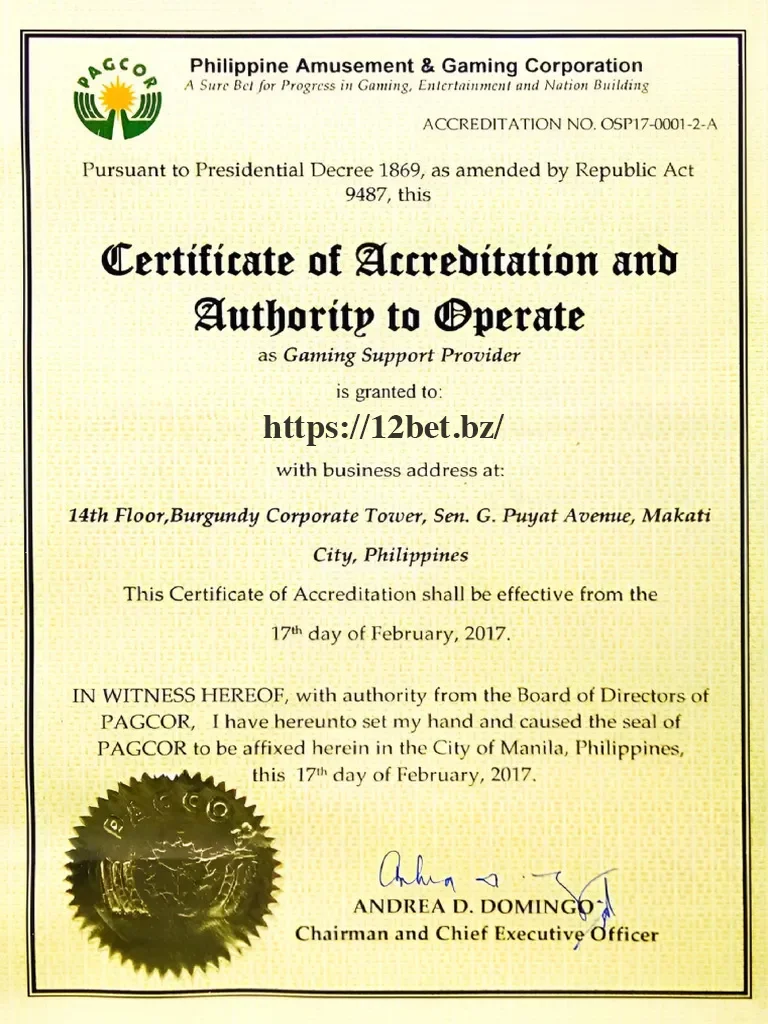 PAGCOR
Philippine Amusement & Gaming Corporation
A Sure Bet for Progress in Gaming, Entertainment and Nation Building
ACCREDITATION NO. OSP17-0001-2-A
Pursuant to Presidential Decree 1869, as amended by Republic Act
9487, this
Certificate of Accreditation and
Authority to Operate
as Gaming Support Provider
is granted to:
https://12bet.bz/
with business address at:
14th Floor,Burgundy Corporate Tower, Sen. G. Puyat Avenue, Makati
City, Philippines
This Certificate of Accreditation shall be effective from the
17th day of February, 2017.
IN WITNESS HEREOF, with authority from the Board of Directors of
PAGCOR, I have hereunto set my hand and caused the seal of
PAGCOR to be affixed herein in the City of Manila, Philippines,
this 17th day of February, 2017.
PAGCOR
ANDREA D. DOMINGO
Chairman and Chief Executive Officer